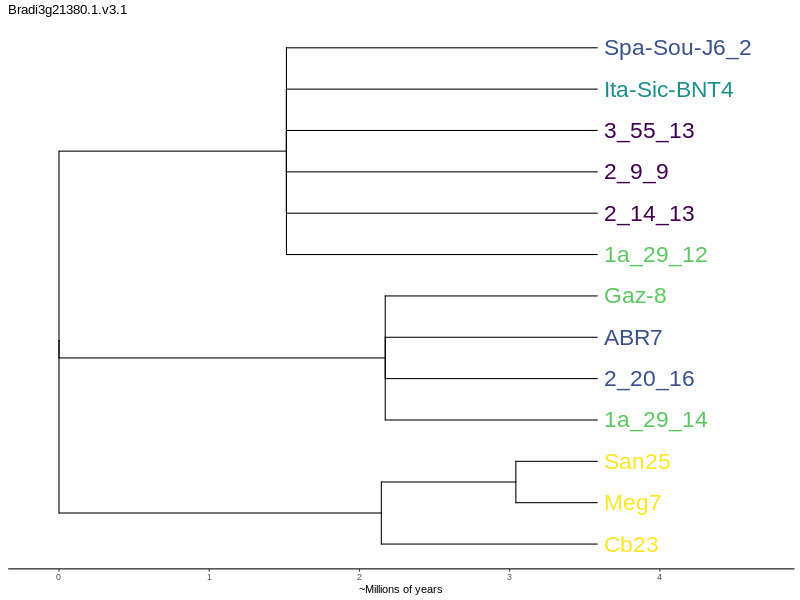 Bradi3g21380.1.v3.1
Spa-Sou-J6_2
Ita-Sic-BNT4
3_55_13
2_9_9
2_14_13
1a_29_12
Gaz-8
ABR7
2_20_16
1a_29_14
San25
Meg7
Cb23
0 1 2 3 4
~Millions of years